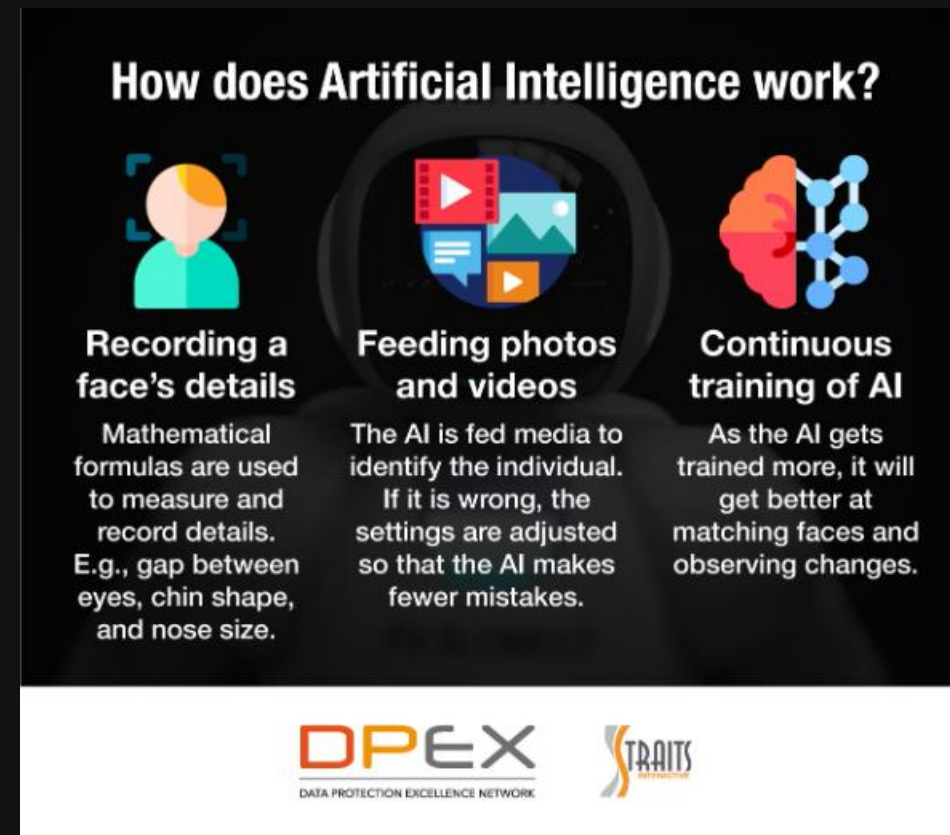 How does Artificial Intelligence work?
Recording a
face's details
Mathematical
formulas are used
to measure and
record details.
E.g., gap between
eyes, chin shape,
and nose size.
Feeding photos
and videos
The AI is fed media to
identify the individual.
If it is wrong, the
settings are adjusted
so that the AI makes
fewer mistakes.
Continuous
training of AI
As the AI gets
trained more, it will
get better at
matching faces and
observing changes.
DPEX
DATA PROTECTION EXCELLENCE NETWORK
STRAITS
INTERACTIVE